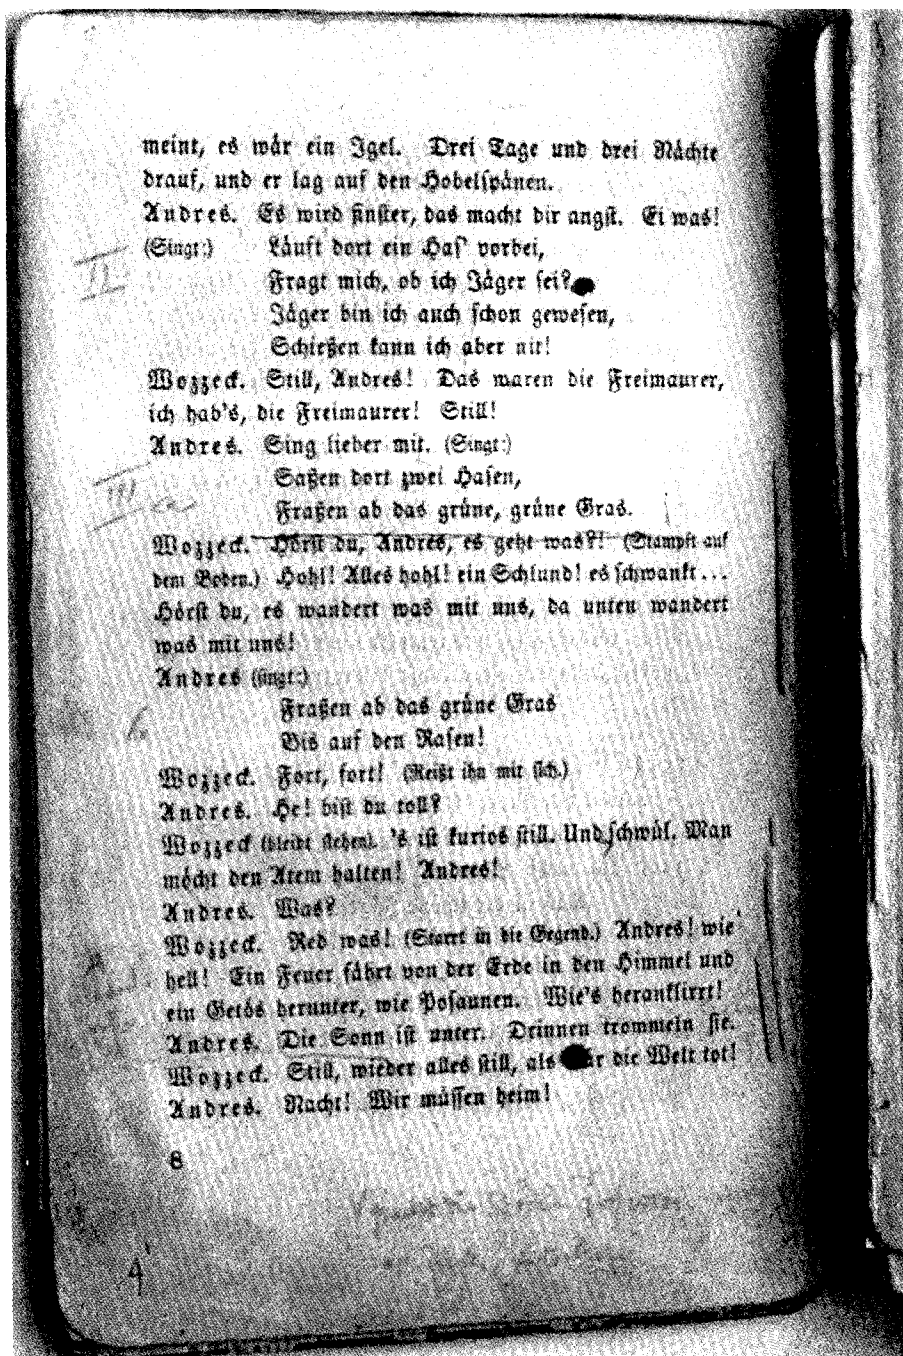 meint, es wär ein Igel. Drei Tage und drei Nächte
drauf, und er lag auf den Hobelspänen.
Andres. Es wird finster, das macht dir angst. Ei was!
(Singt:) Läuft dort ein Has' vorbei,
II
Fragt mich, ob ich Jäger sei?
Jäger bin ich auch schon gewesen,
Schießen kann ich aber nit!
Wozzeck. Still, Andres! Das waren die Freimaurer,
ich hab's, die Freimaurer! Still!
Andres. Sing lieber mit. (Singt:)
Saßen dort zwei Hasen,
III
Fraßen ab das grüne, grüne Gras.
Wozzeck. Hörst du, Andres, es geht was?! (Stampft auf
dem Boden.) Hohl! Alles hohl! ein Schlund! es schwankt...
Hörst du, es wandert was mit uns, da unten wandert
was mit uns!
Andres (singt:)
Fraßen ab das grüne Gras
Bis auf den Rasen!
Wozzeck. Fort, fort! (Reißt ihn mit sich.)
Andres. He! bist du toll?
Wozzeck (bleibt stehen). 's ist kurios still. Und schwül. Man
möcht den Atem halten! Andres!
Andres. Was?
Wozzeck. Red was! (Starrt in die Gegend.) Andres! wie
hell! Ein Feuer fährt von der Erde in den Himmel und
ein Getös herunter, wie Posaunen. Wie's heranklirrt!
Andres. Die Sonn ist unter. Drinnen trommeln sie.
Wozzeck. Still, wieder alles still, als die Welt tot!
Andres. Nacht! Wir müssen heim!
8